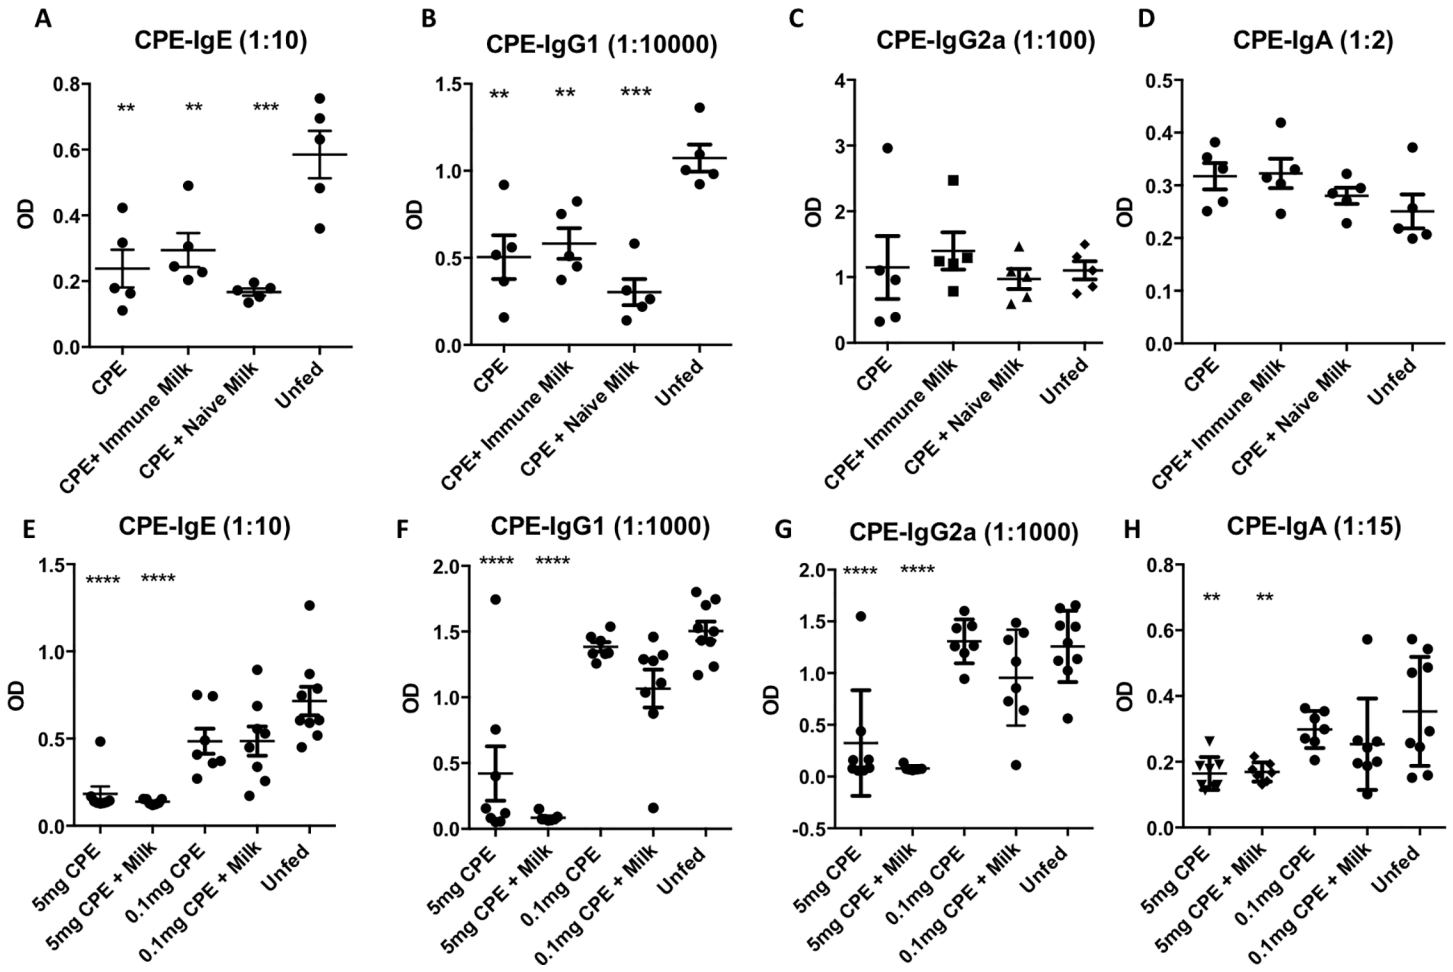 A
CPE-IgE (1:10)
OD
0.8
0.6
0.4
0.2
0.0
** ** ***
CPE
CPE+ Immune Milk
CPE + Naive Milk
Unfed
B
CPE-IgG1 (1:10000)
OD
1.5
1.0
0.5
0.0
** ** ***
CPE
CPE+ Immune Milk
CPE + Naive Milk
Unfed
C
CPE-IgG2a (1:100)
OD
4
3
2
1
0
CPE
CPE+ Immune Milk
CPE + Naive Milk
Unfed
D
CPE-IgA (1:2)
OD
0.5
0.4
0.3
0.2
0.1
0.0
CPE
CPE+ Immune Milk
CPE + Naive Milk
Unfed
E
CPE-IgE (1:10)
OD
1.5
1.0
0.5
0.0
**** ****
5mg CPE
5mg CPE + Milk
0.1mg CPE
0.1mg CPE + Milk
Unfed
F
CPE-IgG1 (1:1000)
OD
2.0
1.5
1.0
0.5
0.0
**** ****
5mg CPE
5mg CPE + Milk
0.1mg CPE
0.1mg CPE + Milk
Unfed
G
CPE-IgG2a (1:1000)
OD
2.0
1.5
1.0
0.5
0.0
-0.5
**** ****
5mg CPE
5mg CPE + Milk
0.1mg CPE
0.1mg CPE + Milk
Unfed
H
CPE-IgA (1:15)
OD
0.8
0.6
0.4
0.2
0.0
** **
5mg CPE
5mg CPE + Milk
0.1mg CPE
0.1mg CPE + Milk
Unfed